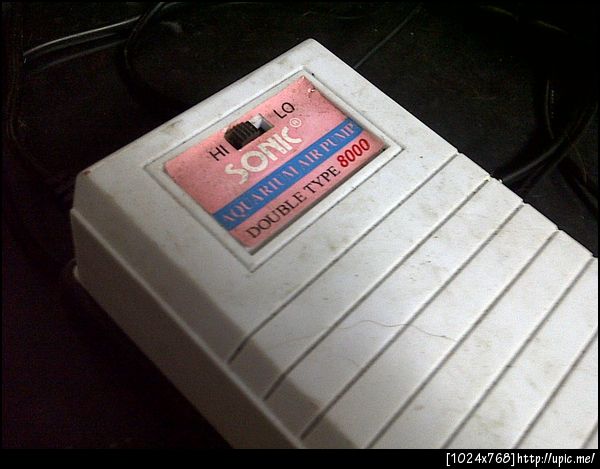 HI LO
SONIC®
AQUARIUM AIR PUMP
DOUBLE TYPE 8000
[1024x768]http://upic.me/